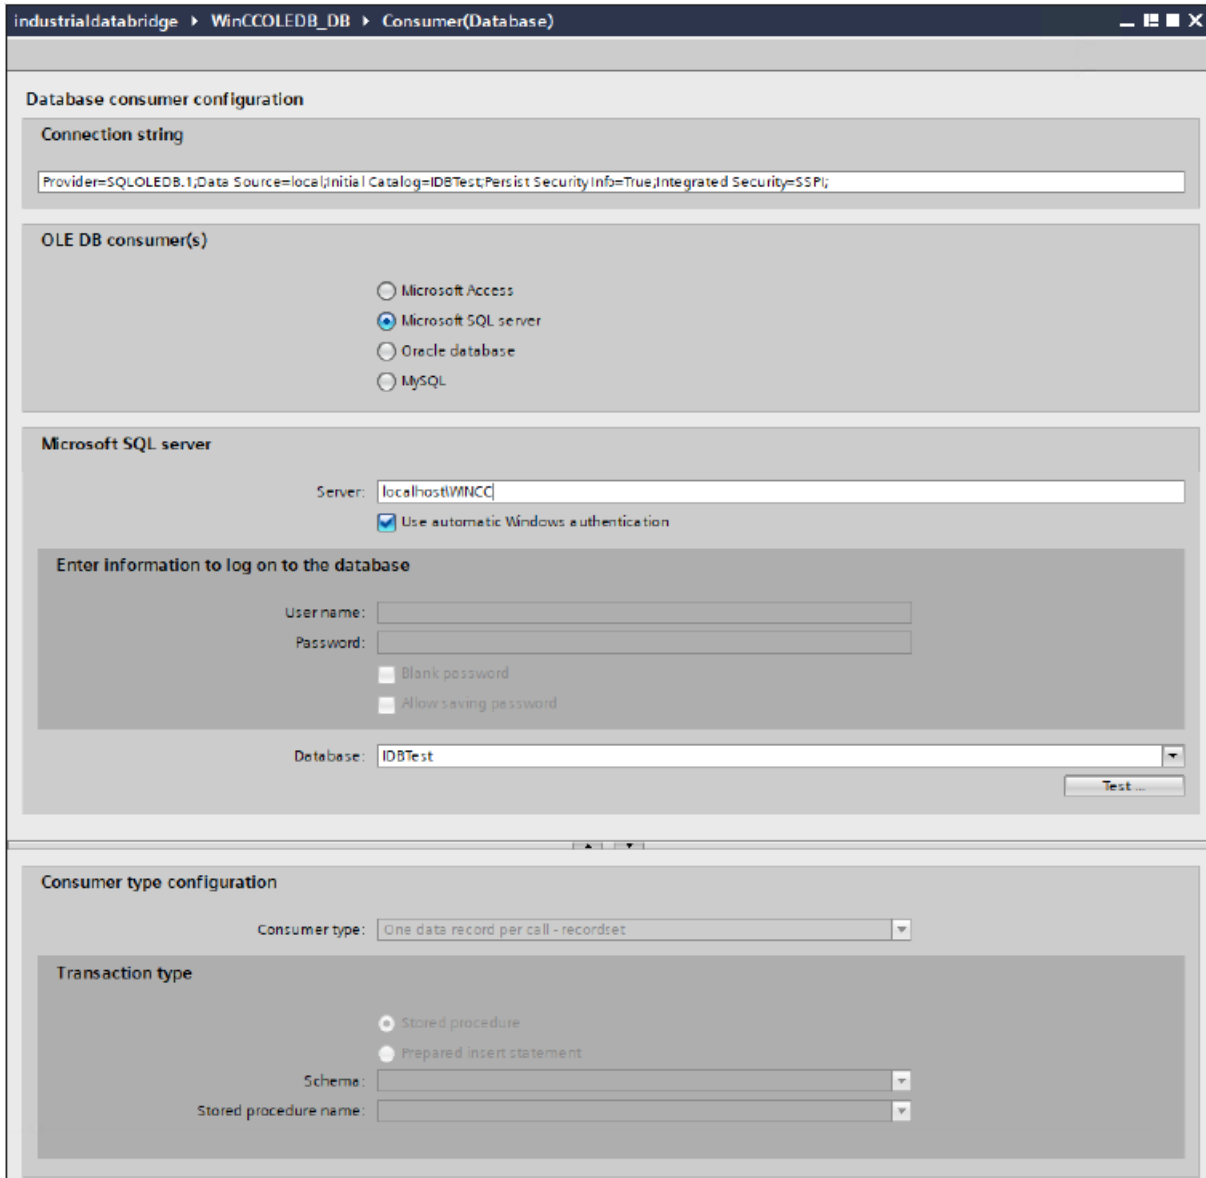 industrialdatabridge ▸ WinCCOLEDB_DB ▸ Consumer(Database)
Database consumer configuration
Connection string
Provider=SQLOLEDB.1;Data Source=local;Initial Catalog=IDBTest;Persist Security Info=True;Integrated Security=SSPI;
OLE DB consumer(s)
Microsoft Access
Microsoft SQL server
Oracle database
MySQL
Microsoft SQL server
Server: localhost\WINCC
Use automatic Windows authentication
Enter information to log on to the database
User name:
Password:
Blank password
Allow saving password
Database: IDBTest
Test ...
Consumer type configuration
Consumer type: One data record per call - recordset
Transaction type
Stored procedure
Prepared insert statement
Schema:
Stored procedure name: